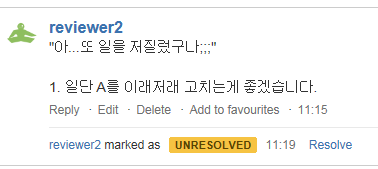 reviewer2
"아...또 일을 저질렀구나;;;"
1. 일단 A를 이래저래 고치는게 좋겠습니다.
Reply · Edit · Delete · Add to favourites · 11:15
reviewer2 marked as UNRESOLVED 11:19 Resolve